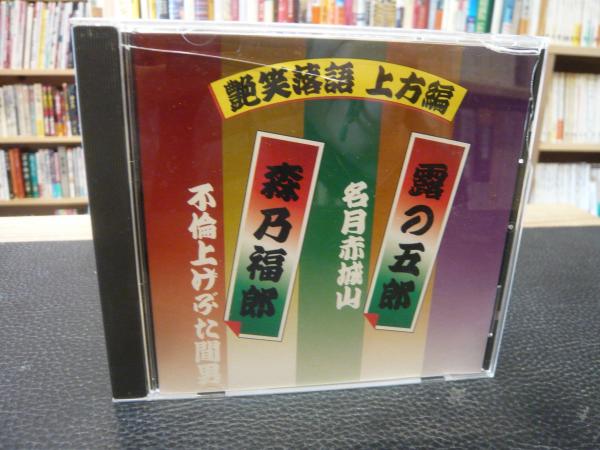 艶笑落語 上方編
露の五郎
名月赤城山
森乃福郎
不倫上げぶた間男